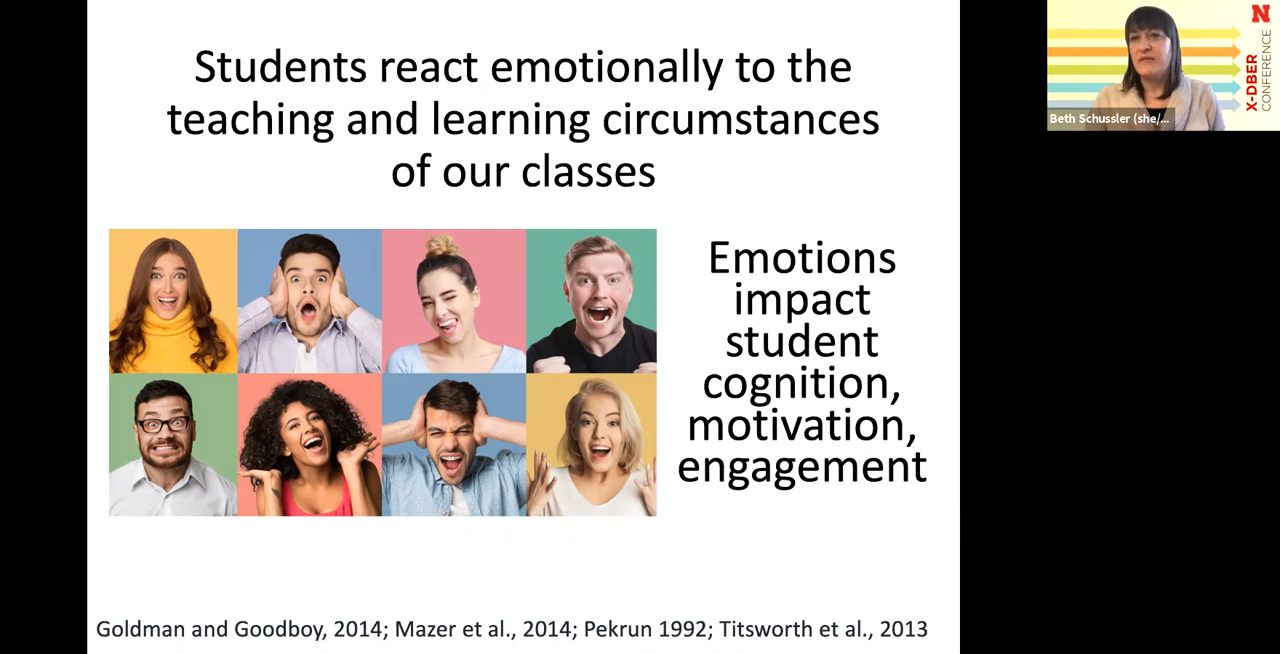 Students react emotionally to the
teaching and learning circumstances
of our classes
Emotions
impact
student
cognition,
motivation,
engagement
Goldman and Goodboy, 2014; Mazer et al., 2014; Pekrun 1992; Titsworth et al., 2013
N
X-DBER
CONFERENCE
Beth Schussler (she/...